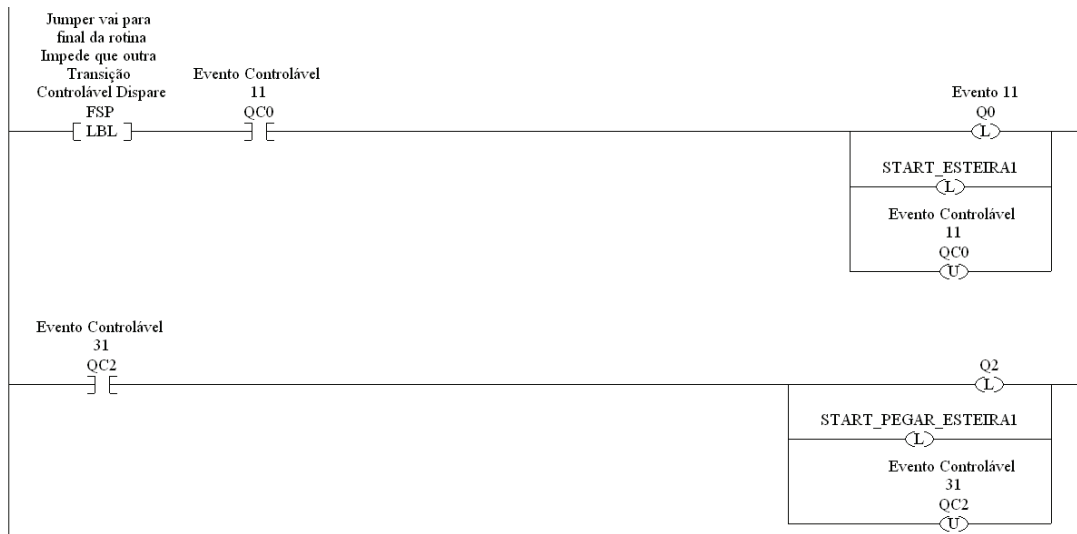 Jumper vai para
final da rotina
Impede que outra
Transição
Controlável Dispare
FSP
LBL
Evento Controlável
11
QC0
Evento 11
Q0
L
START_ESTEIRA1
L
Evento Controlável
11
QC0
U
Evento Controlável
31
QC2
Q2
L
START_PEGAR_ESTEIRA1
L
Evento Controlável
31
QC2
U